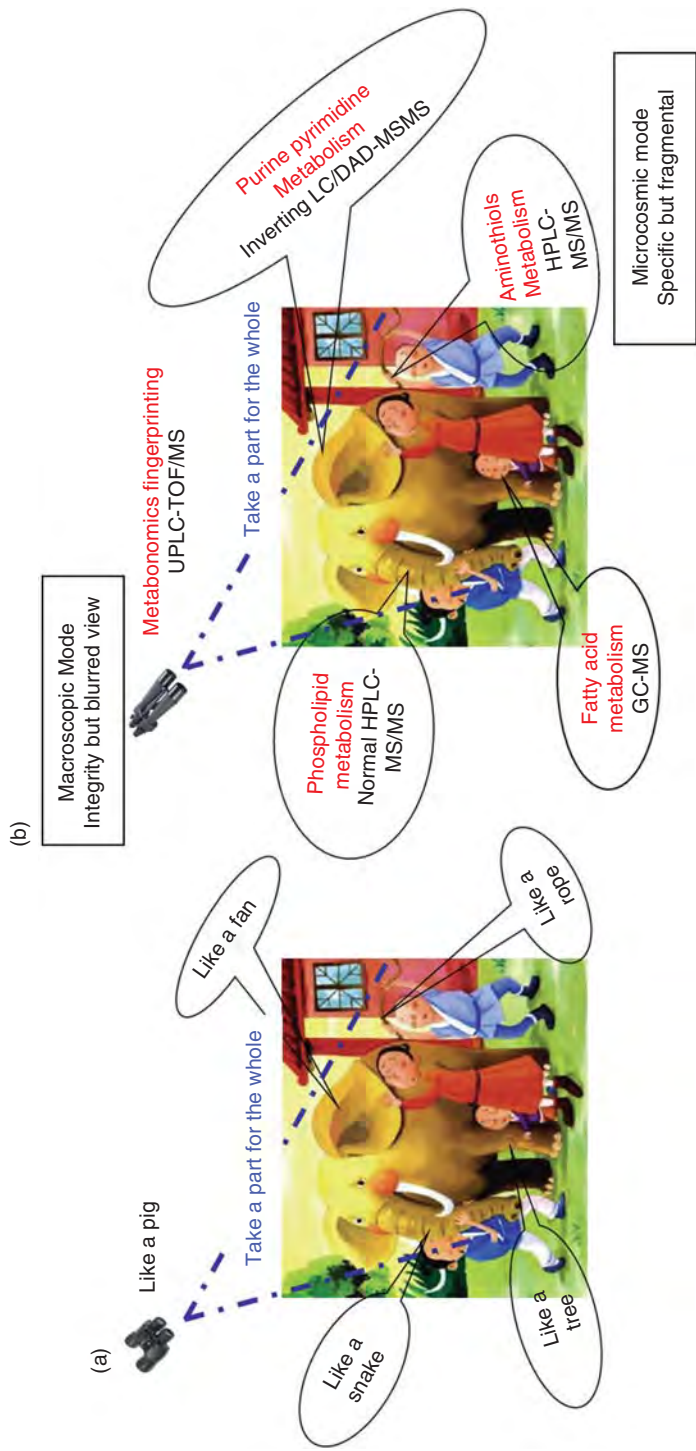 (a)
Like a pig
Take a part for the whole
Like a fan
Like a
snake
Like a
tree
Like a
rope
(b)
Macroscopic Mode
Integrity but blurred view
Metabonomics fingerprinting
UPLC-TOF/MS
Take a part for the whole
Purine pyrimidine
Metabolism
Inverting LC/DAD-MSMS
Phospholipid
metabolism
Normal HPLC-
MS/MS
Aminothiols
Metabolism
HPLC-
MS/MS
Fatty acid
metabolism
GC-MS
Microcosmic mode
Specific but fragmental